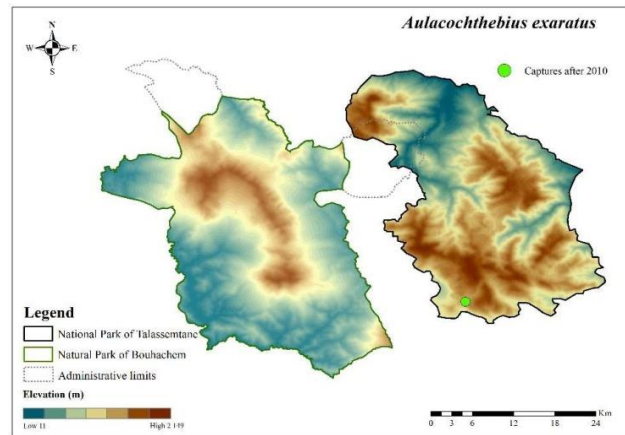 Aulacochthebius exaratus
N
W E
S
Captures after 2010
Legend
National Park of Talassemtane
Natural Park of Bouhachem
Administrative limits
Elevation (m)
Low 11 High 2 149
Km
0 3 6 12 18 24